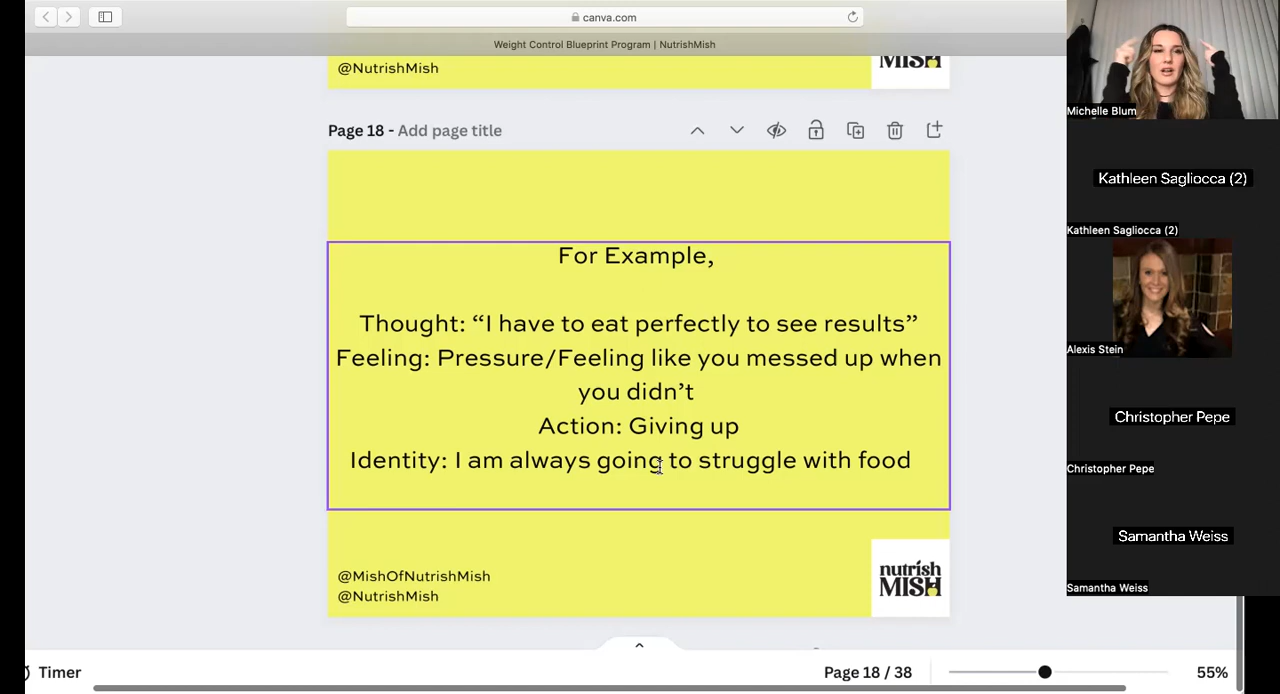 canva.com
Weight Control Blueprint Program | NutrishMish
@NutrishMish
MISH
Page 18 - Add page title
For Example,
Thought: “I have to eat perfectly to see results”
Feeling: Pressure/Feeling like you messed up when
you didn’t
Action: Giving up
Identity: I am always going to struggle with food
@MishOfNutrishMish
@NutrishMish
nutrish
MISH
Timer
Page 18 / 38
55%
Michelle Blum
Kathleen Sagliocca (2)
Kathleen Sagliocca (2)
Alexis Stein
Christopher Pepe
Christopher Pepe
Samantha Weiss
Samantha Weiss